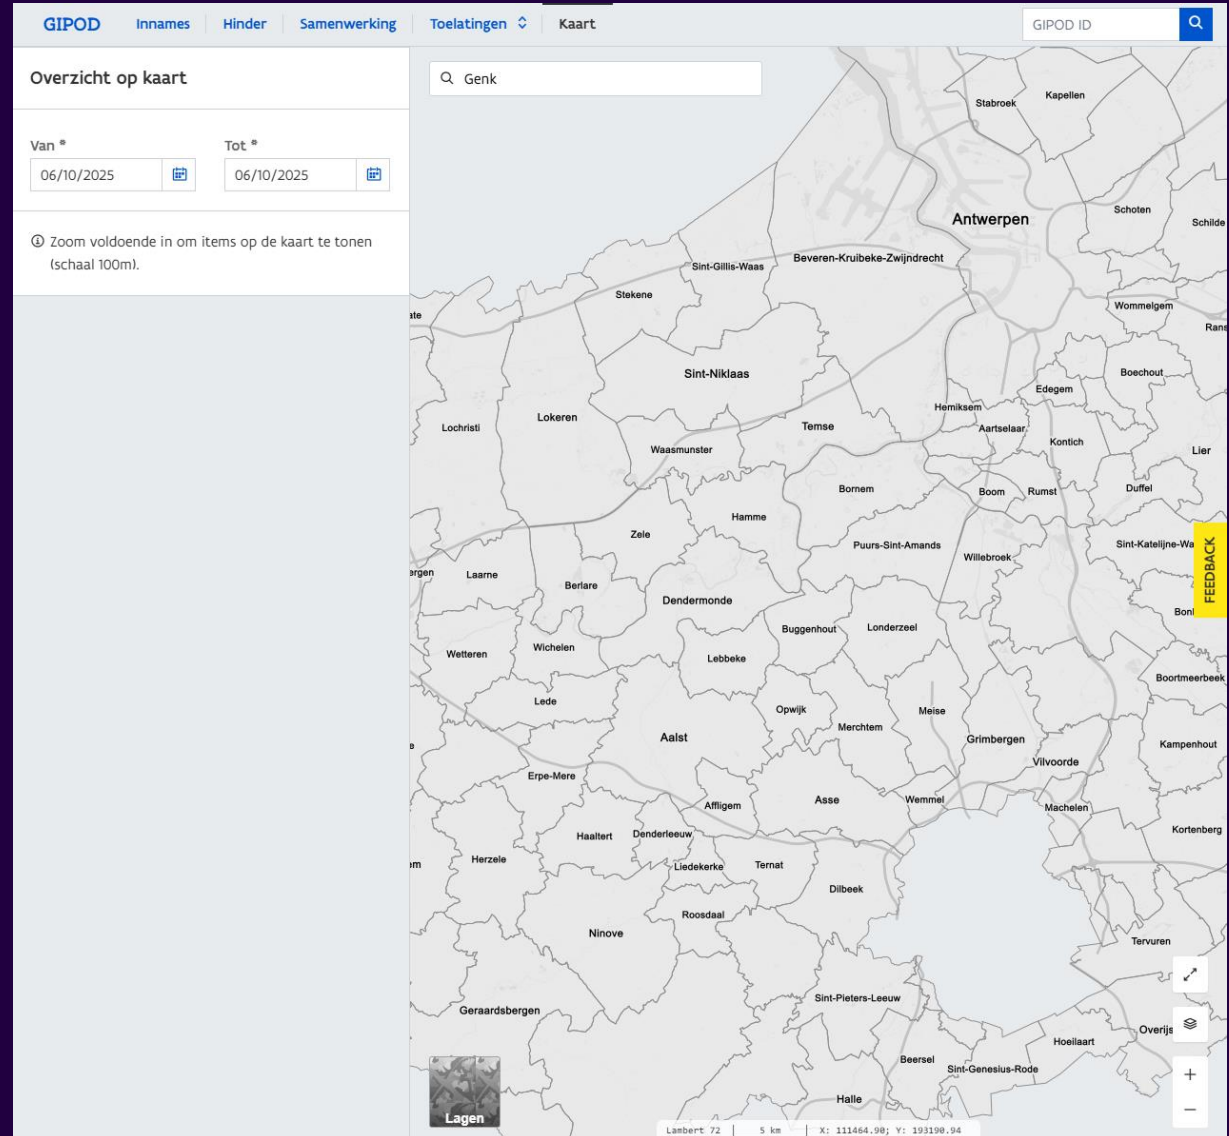 GIPOD Innames Hinder Samenwerking Toelatingen Kaart GIPOD ID
Overzicht op kaart
Van * Tot *
06/10/2025 06/10/2025
Zoom voldoende in om items op de kaart te tonen
(schaal 100m).
Genk
Stabroek
Kapellen
Antwerpen
Schoten
Schilde
Sint-Gillis-Waas
Beveren-Kruibeke-Zwijndrecht
Stekene
Wommelgem
ate
Rans
Sint-Niklaas
Boechout
Edegem
Hemiksem
Lokeren
Lochristi
Temse
Aartselaar
Kontich
Waasmunster
Lier
Bornem
Boom
Rumst
Duffel
Hamme
Zele
Puurs-Sint-Amands
Willebroek
Sint-Katelijne-Wa
FEEDBACK
ergen
Laarne
Berlare
Dendermonde
Bonh
Buggenhout
Londerzeel
Wetteren
Wichelen
Lebbeke
Boortmeerbeek
Lede
Opwijk
Meise
Merchtem
Aalst
Grimbergen
Kampenhout
e
Vilvoorde
Erpe-Mere
Affligem
Asse
Wemmel
Machelen
Haaltert
Denderleeuw
Kortenberg
Herzele
em
Liedekerke
Ternat
Dilbeek
Roosdaal
Ninove
Tervuren
Sint-Pieters-Leeuw
Geraardsbergen
Overijs
Hoeilaart
Beersel
Sint-Genesius-Rode
Halle
Lagen
+
−
Lambert 72 | 5 km | X: 111464.90; Y: 193190.94